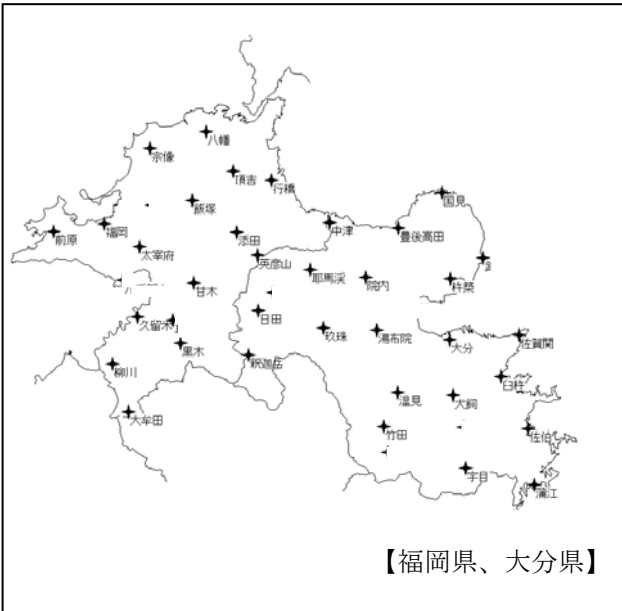 八幡
宗像
頂吉
行橋
国見
飯塚
中津
福岡
豊後高田
前原
添田
太宰府
英彦山
耶馬渓
院内
杵築
甘木
日田
久留米
玖珠
湯布院
大分
佐賀関
黒木
釈迦岳
柳川
臼杵
温見
犬飼
大牟田
竹田
佐伯
宇目
蒲江
【福岡県、大分県】